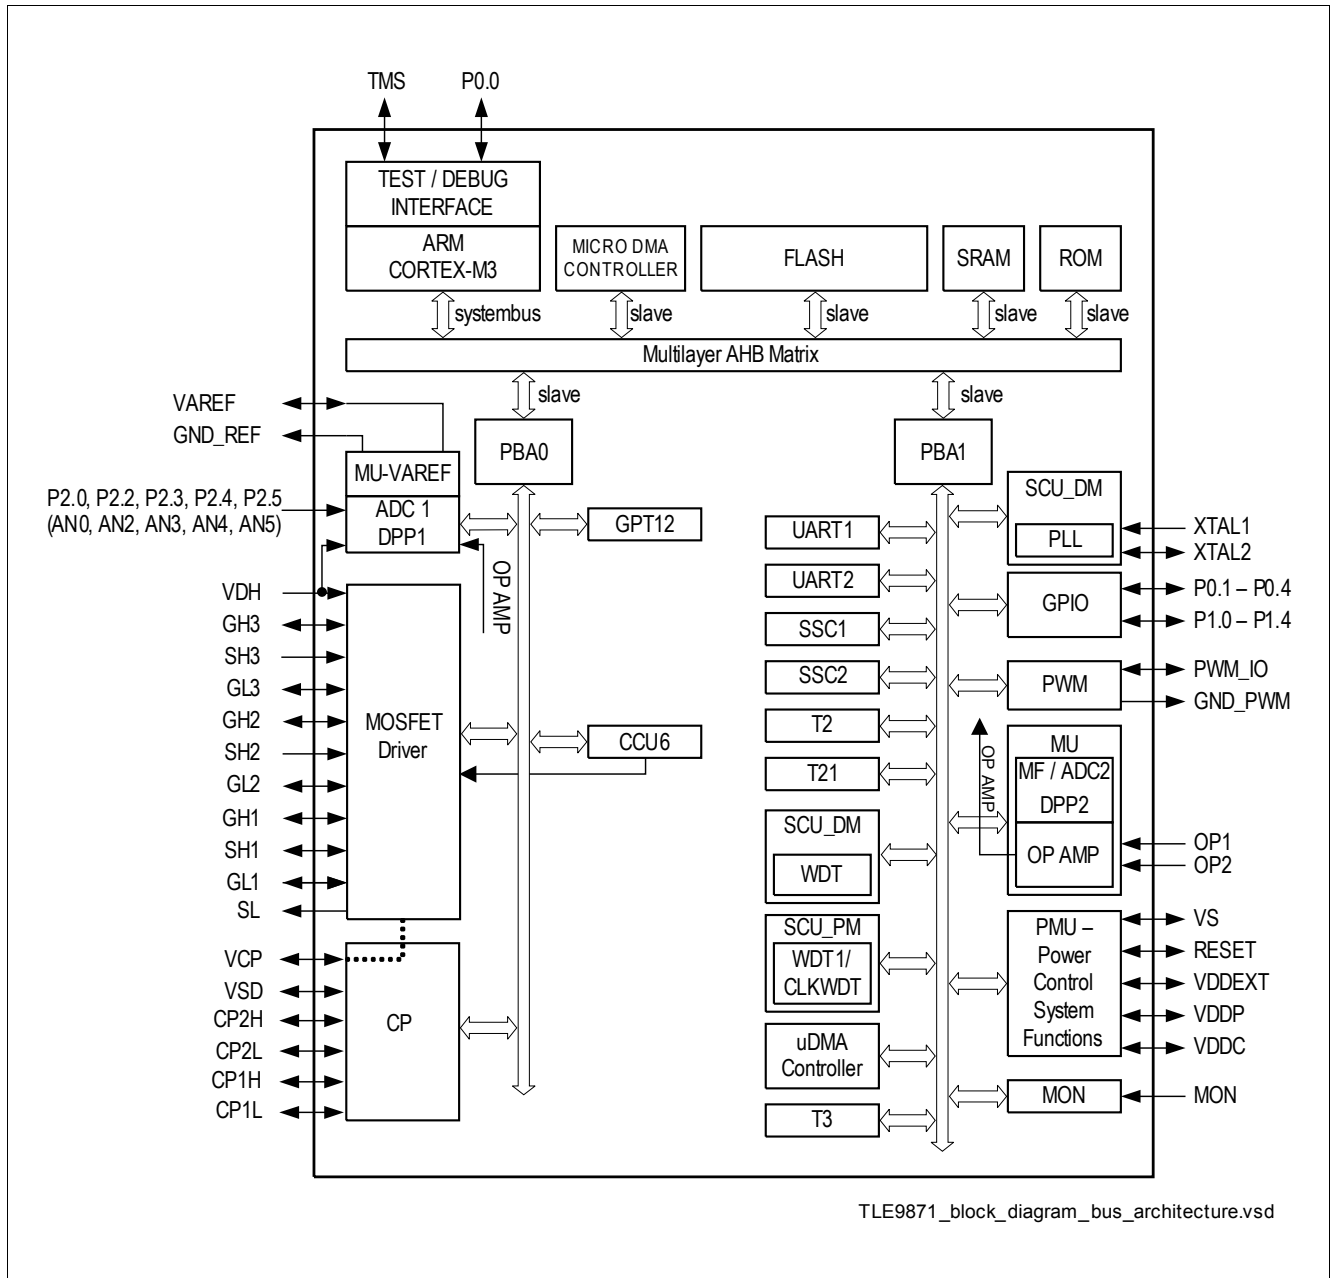 TMS
P0.0
TEST / DEBUG
INTERFACE
ARM
CORTEX-M3
MICRO DMA
CONTROLLER
FLASH
SRAM
ROM
systembus
slave
slave
slave
slave
Multilayer AHB Matrix
slave
slave
VAREF
GND_REF
PBA0
PBA1
MU-VAREF
ADC 1
DPP1
P2.0, P2.2, P2.3, P2.4, P2.5
(AN0, AN2, AN3, AN4, AN5)
GPT12
OP AMP
VDH
GH3
SH3
GL3
GH2
SH2
GL2
GH1
SH1
GL1
SL
MOSFET
Driver
CCU6
VCP
VSD
CP2H
CP2L
CP1H
CP1L
CP
UART1
UART2
SSC1
SSC2
T2
T21
SCU_DM
WDT
SCU_PM
WDT1/
CLKWDT
uDMA
Controller
T3
SCU_DM
PLL
XTAL1
XTAL2
GPIO
P0.1 – P0.4
P1.0 – P1.4
PWM
PWM_IO
GND_PWM
OP AMP
MU
MF / ADC2
DPP2
OP AMP
OP1
OP2
PMU –
Power
Control
System
Functions
VS
RESET
VDDEXT
VDDP
VDDC
MON
MON
TLE9871_block_diagram_bus_architecture.vsd